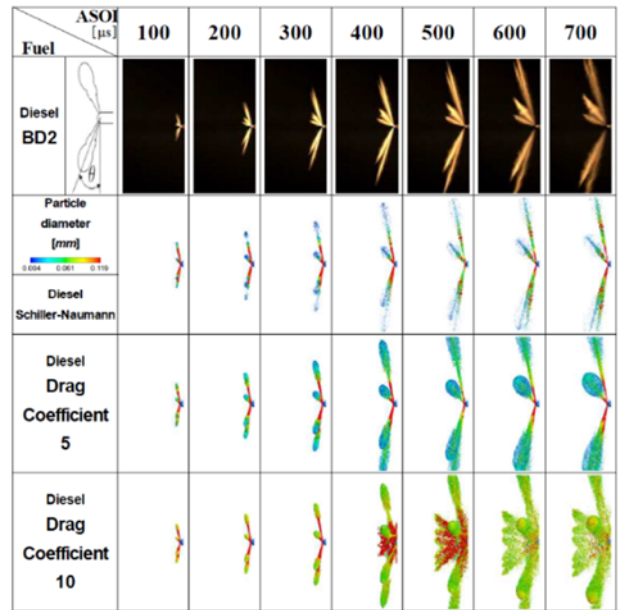 ASOI
[μs]
Fuel
100
200
300
400
500
600
700
Diesel
BD2
θ
Particle
diameter
[mm]
0.004 0.061 0.119
Diesel
Schiller-Naumann
Diesel
Drag
Coefficient
5
Diesel
Drag
Coefficient
10